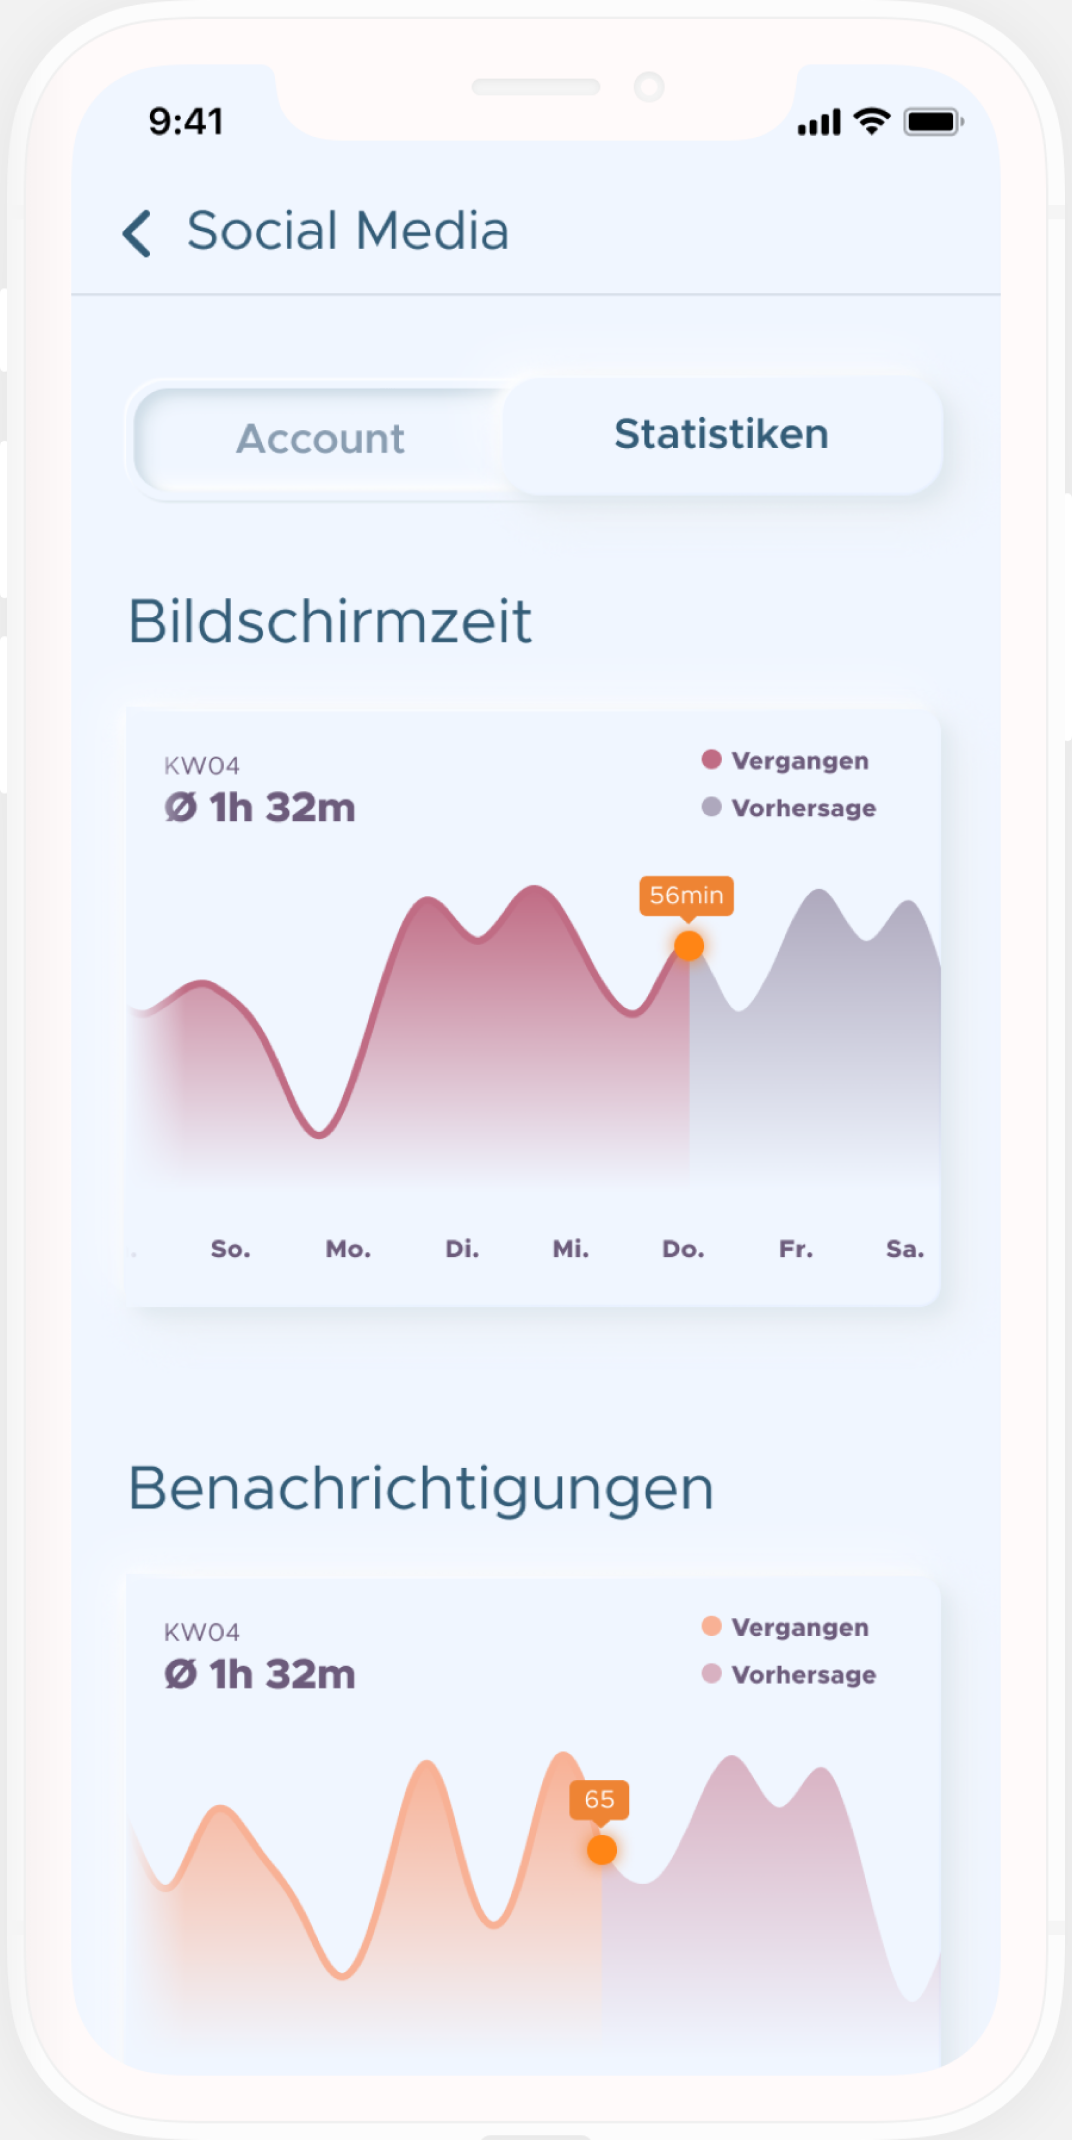 9:41
Social Media
Account Statistiken
Bildschirmzeit
KW04
Ø 1h 32m
Vergangen
Vorhersage
56min
So. Mo. Di. Mi. Do. Fr. Sa.
Benachrichtigungen
KW04
Ø 1h 32m
Vergangen
Vorhersage
65